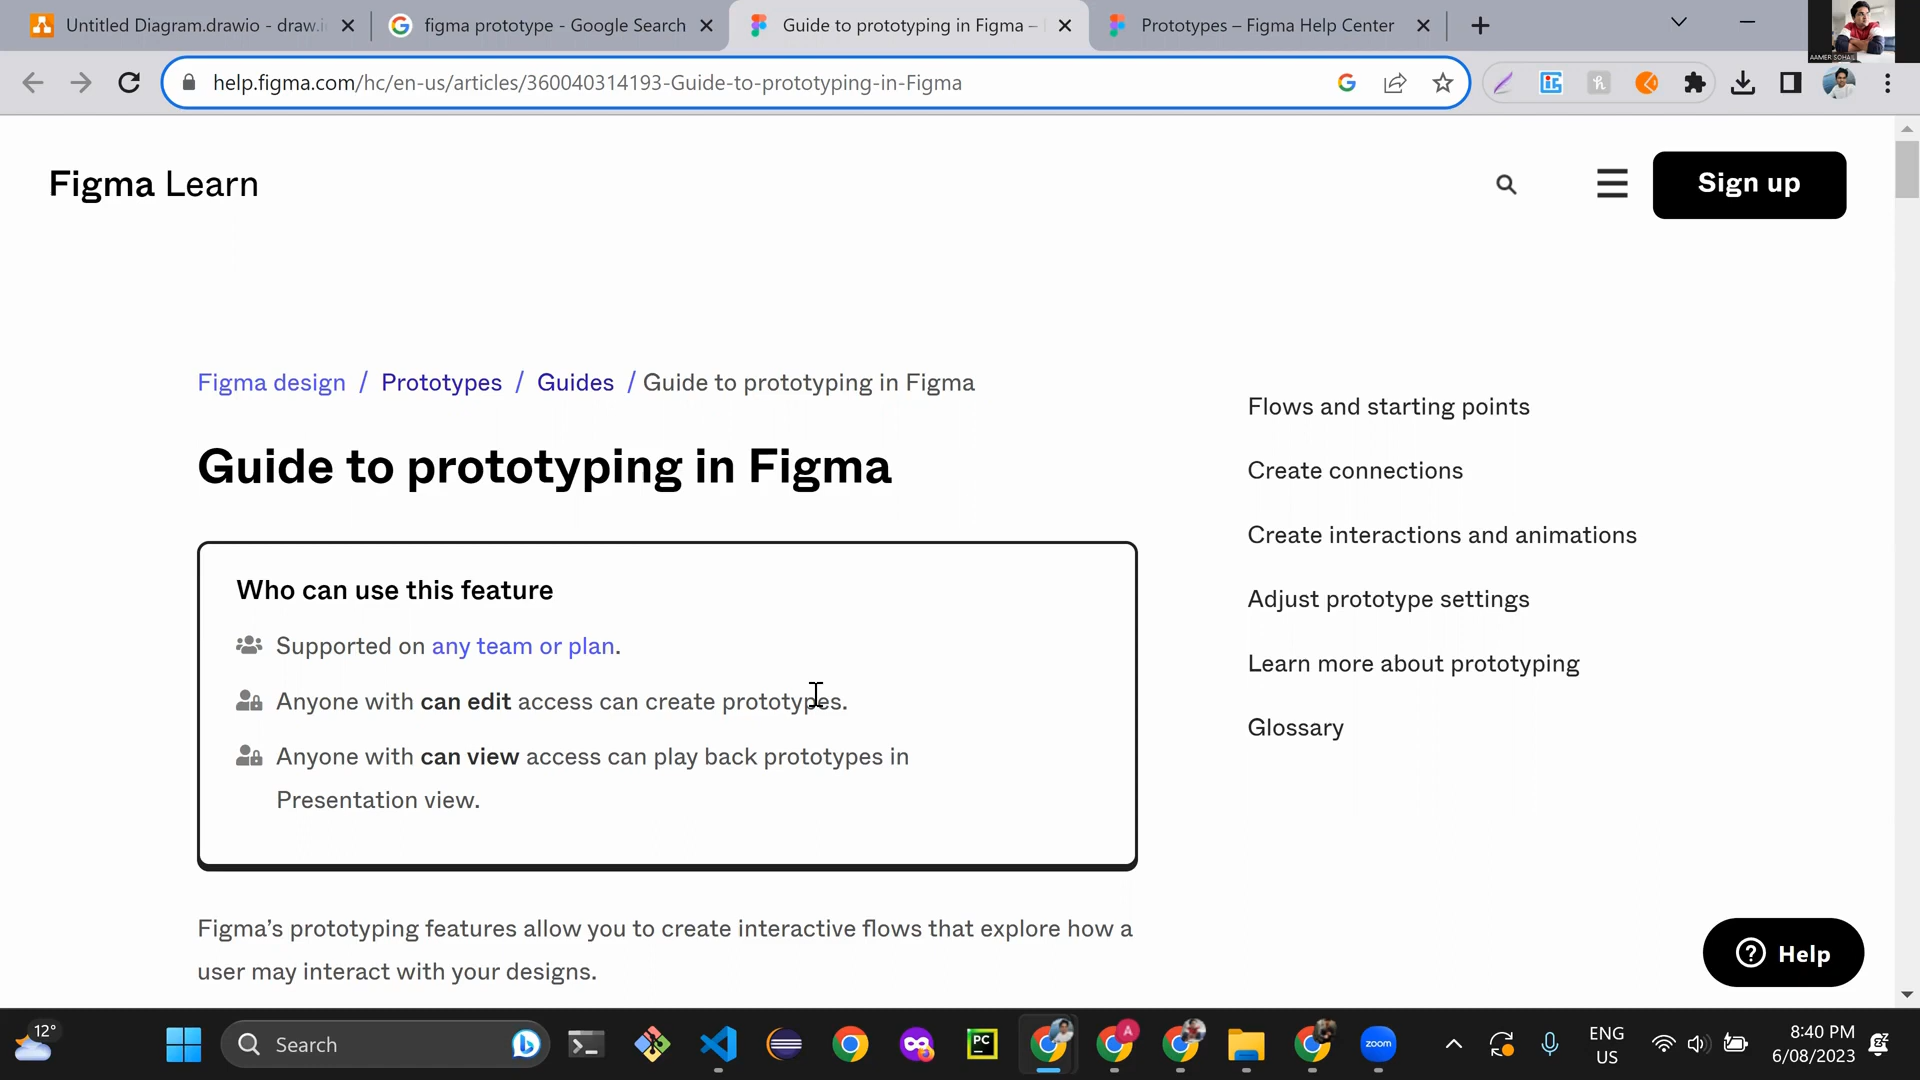 Untitled Diagram.drawio - draw.i
figma prototype - Google Search
Guide to prototyping in Figma –
Prototypes – Figma Help Center
AAMER SOHAIL
help.figma.com/hc/en-us/articles/360040314193-Guide-to-prototyping-in-Figma
Figma Learn
Sign up
Figma design / Prototypes / Guides / Guide to prototyping in Figma
Guide to prototyping in Figma
Who can use this feature
Supported on any team or plan.
Anyone with can edit access can create prototypes.
Anyone with can view access can play back prototypes in
Presentation view.
Figma’s prototyping features allow you to create interactive flows that explore how a
user may interact with your designs.
Flows and starting points
Create connections
Create interactions and animations
Adjust prototype settings
Learn more about prototyping
Glossary
? Help
12°
Search
PC
A
zoom
ENG
US
8:40 PM
6/08/2023